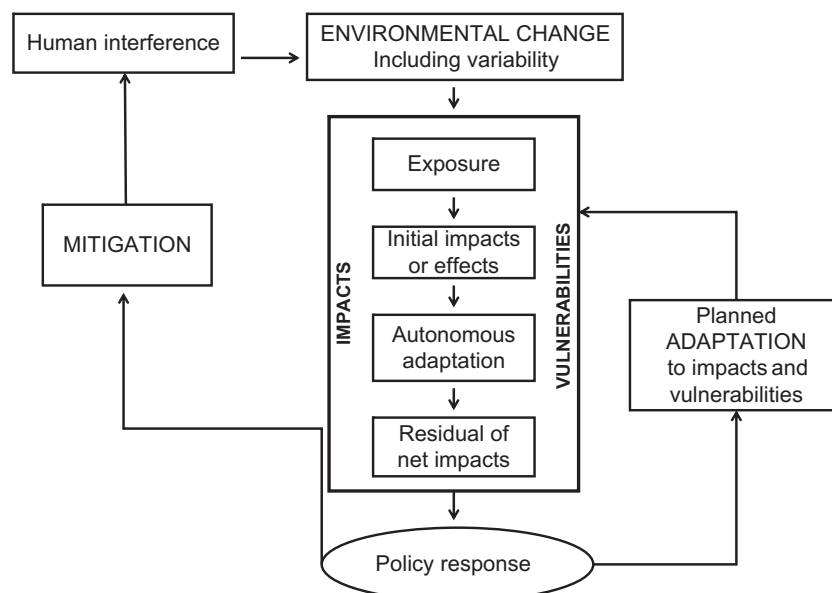 Human interference
ENVIRONMENTAL CHANGE
Including variability
Exposure
Initial impacts
or effects
Autonomous
adaptation
Residual of
net impacts
IMPACTS
VULNERABILITIES
MITIGATION
Planned
ADAPTATION
to impacts and
vulnerabilities
Policy response